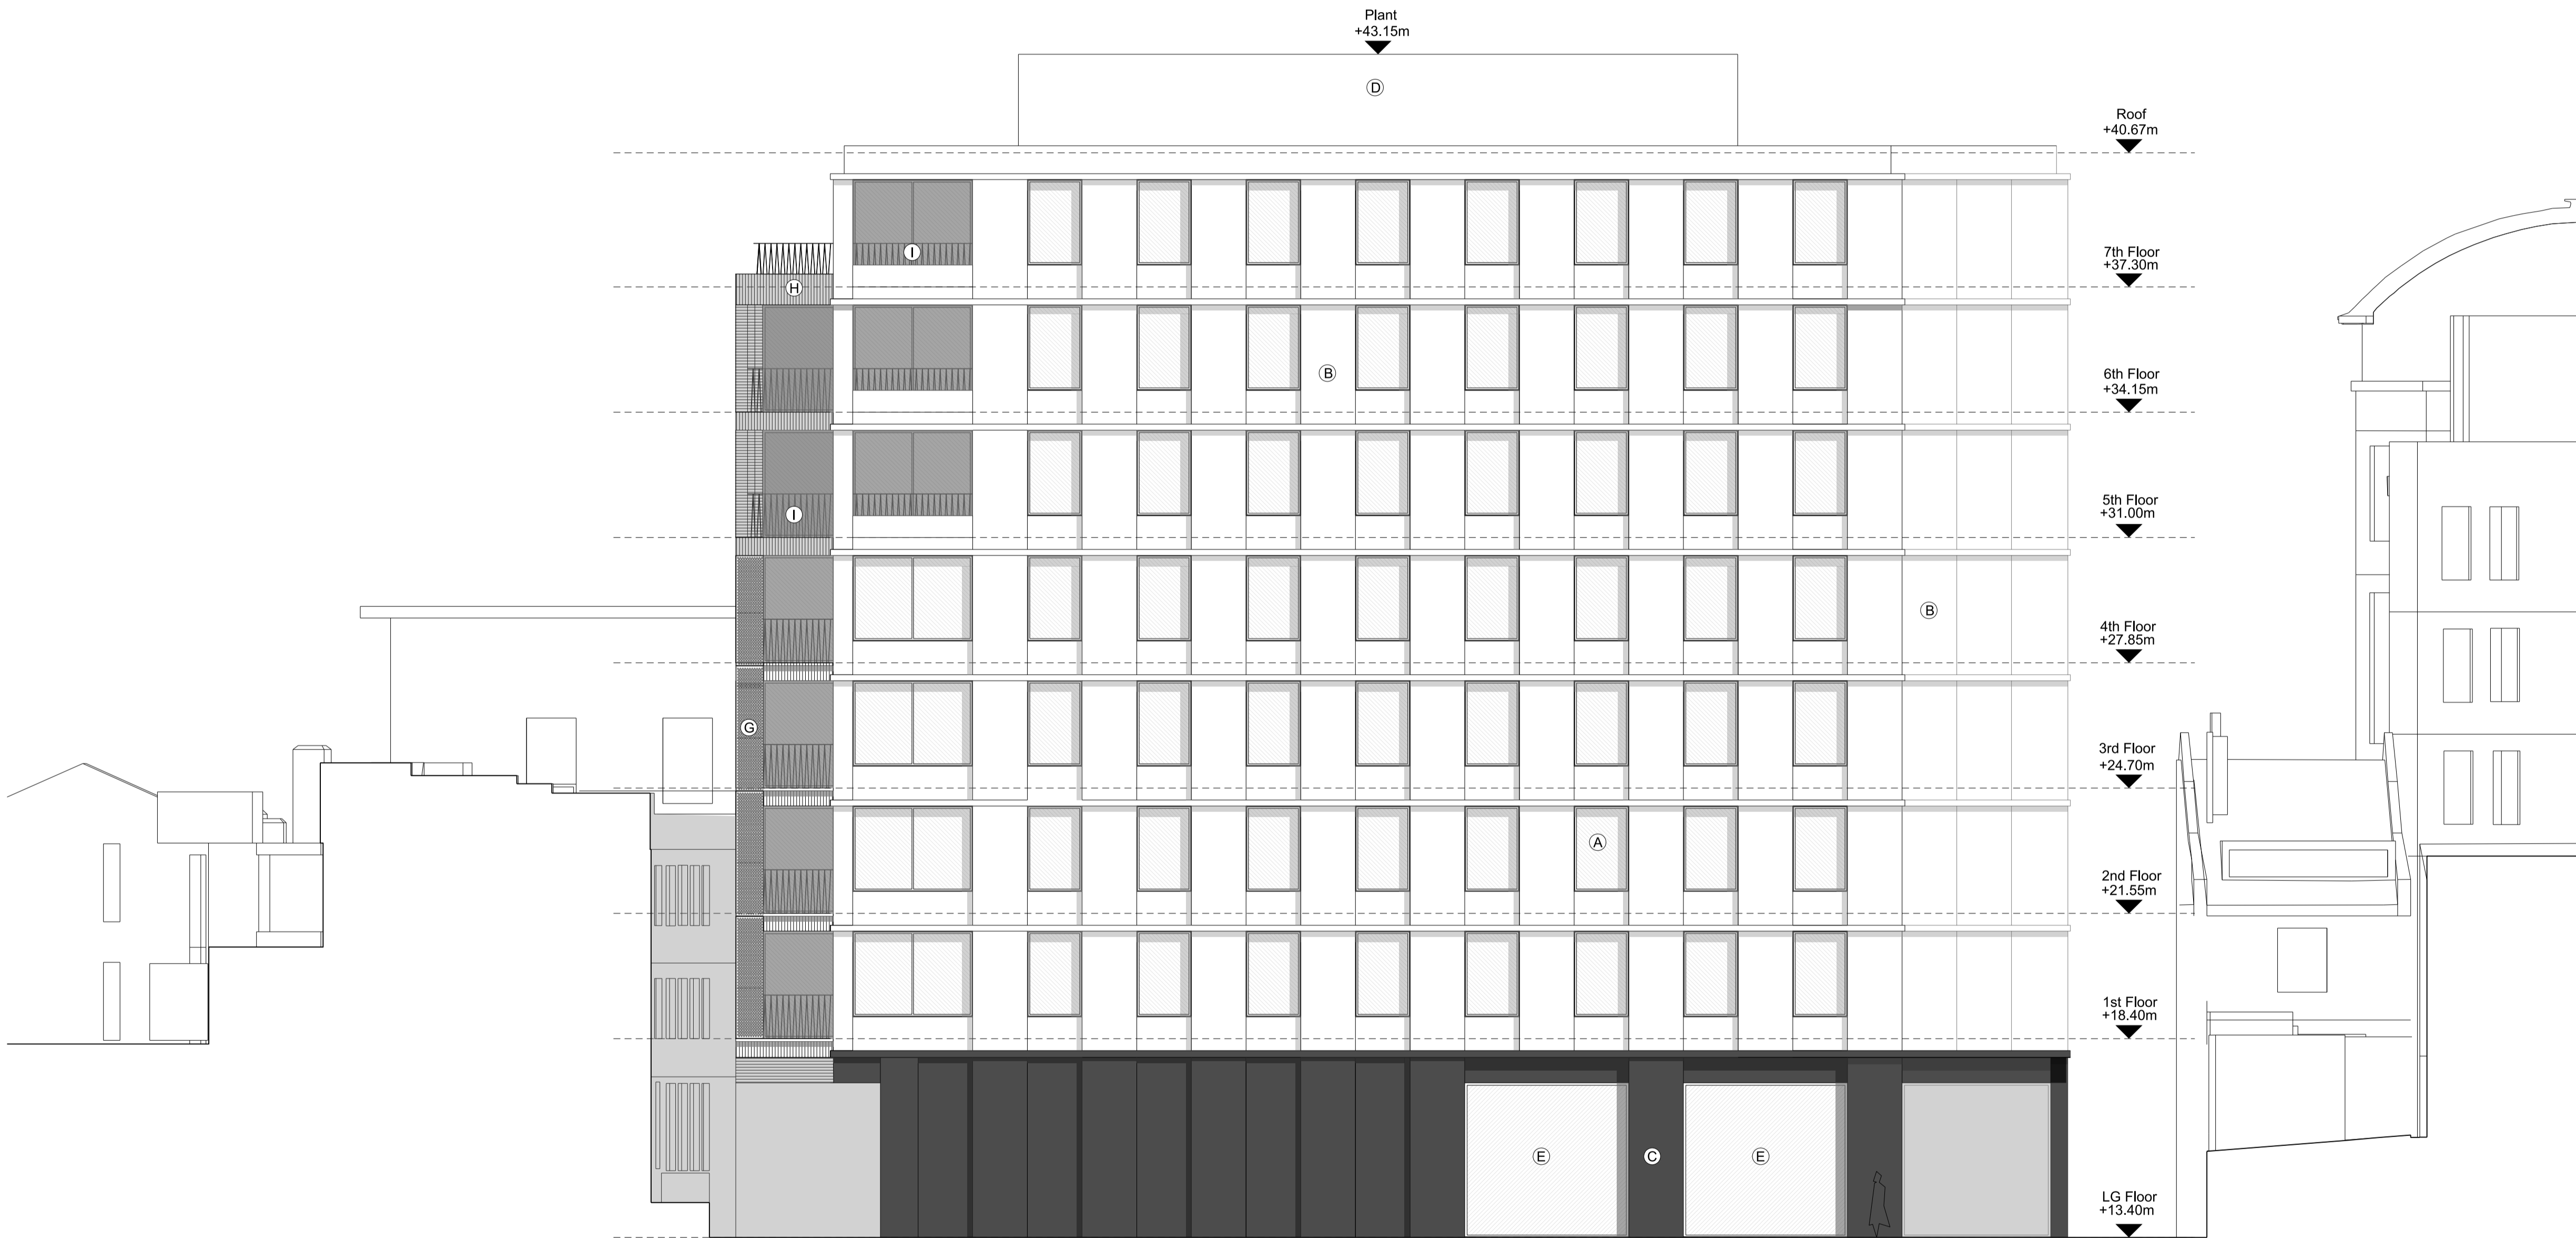 Plant
+43.15m
D
Roof
+40.67m
I
7th Floor
+37.30m
H
B
6th Floor
+34.15m
I
5th Floor
+31.00m
B
4th Floor
+27.85m
G
3rd Floor
+24.70m
A
2nd Floor
+21.55m
1st Floor
+18.40m
E
C
E
LG Floor
+13.40m